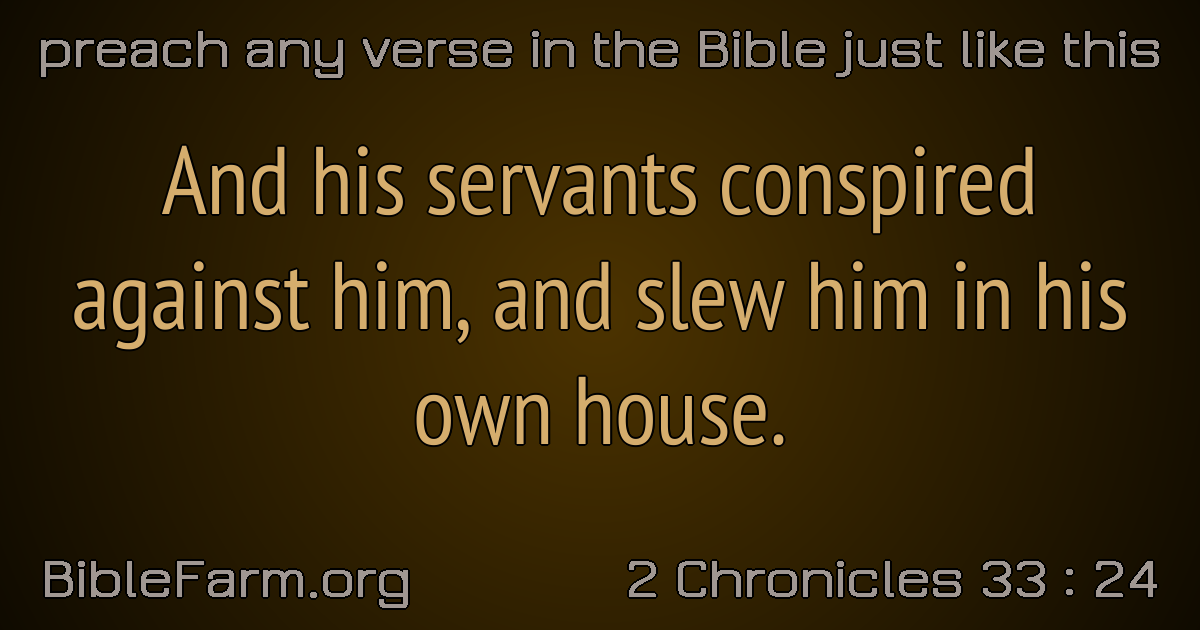 preach any verse in the Bible just like this
And his servants conspired
against him, and slew him in his
own house.
BibleFarm.org
2 Chronicles 33 : 24